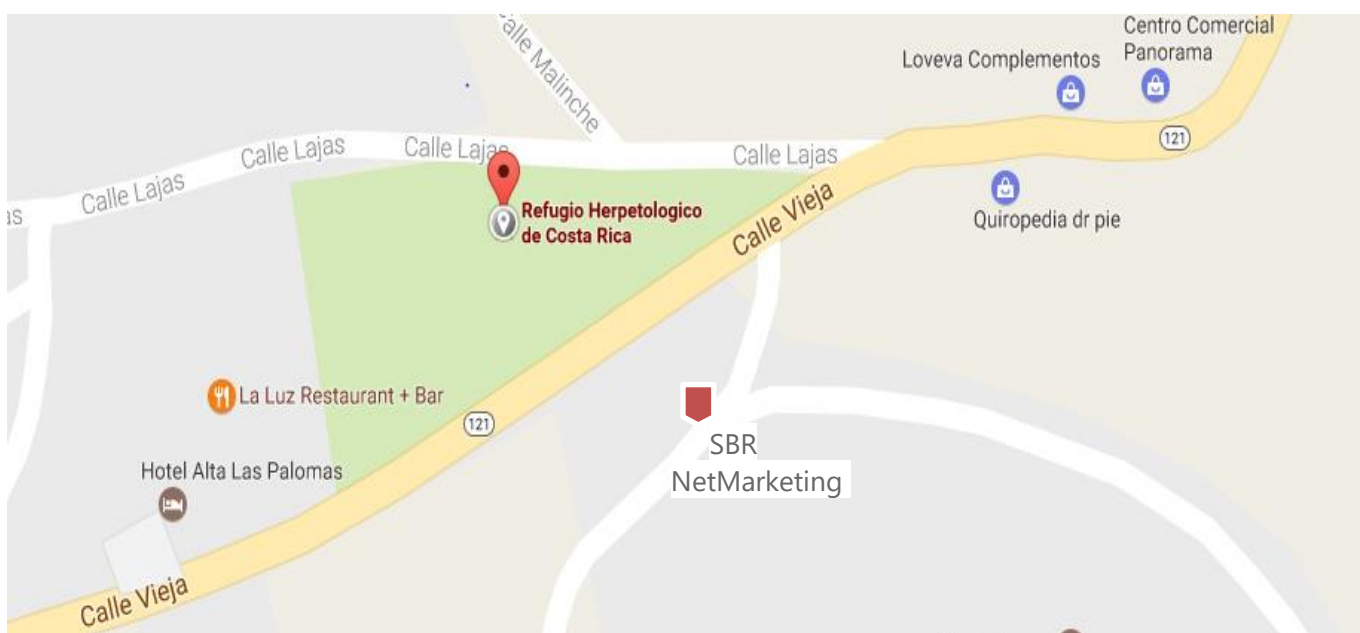 Centro Comercial
Panorama
Loveva Complementos
Calle Malinche
121
Calle Lajas
Calle Lajas
Calle Lajas
Calle Lajas
as
Refugio Herpetologico
de Costa Rica
Calle Vieja
Quiropedia dr pie
La Luz Restaurant + Bar
121
SBR
NetMarketing
Hotel Alta Las Palomas
Calle Vieja